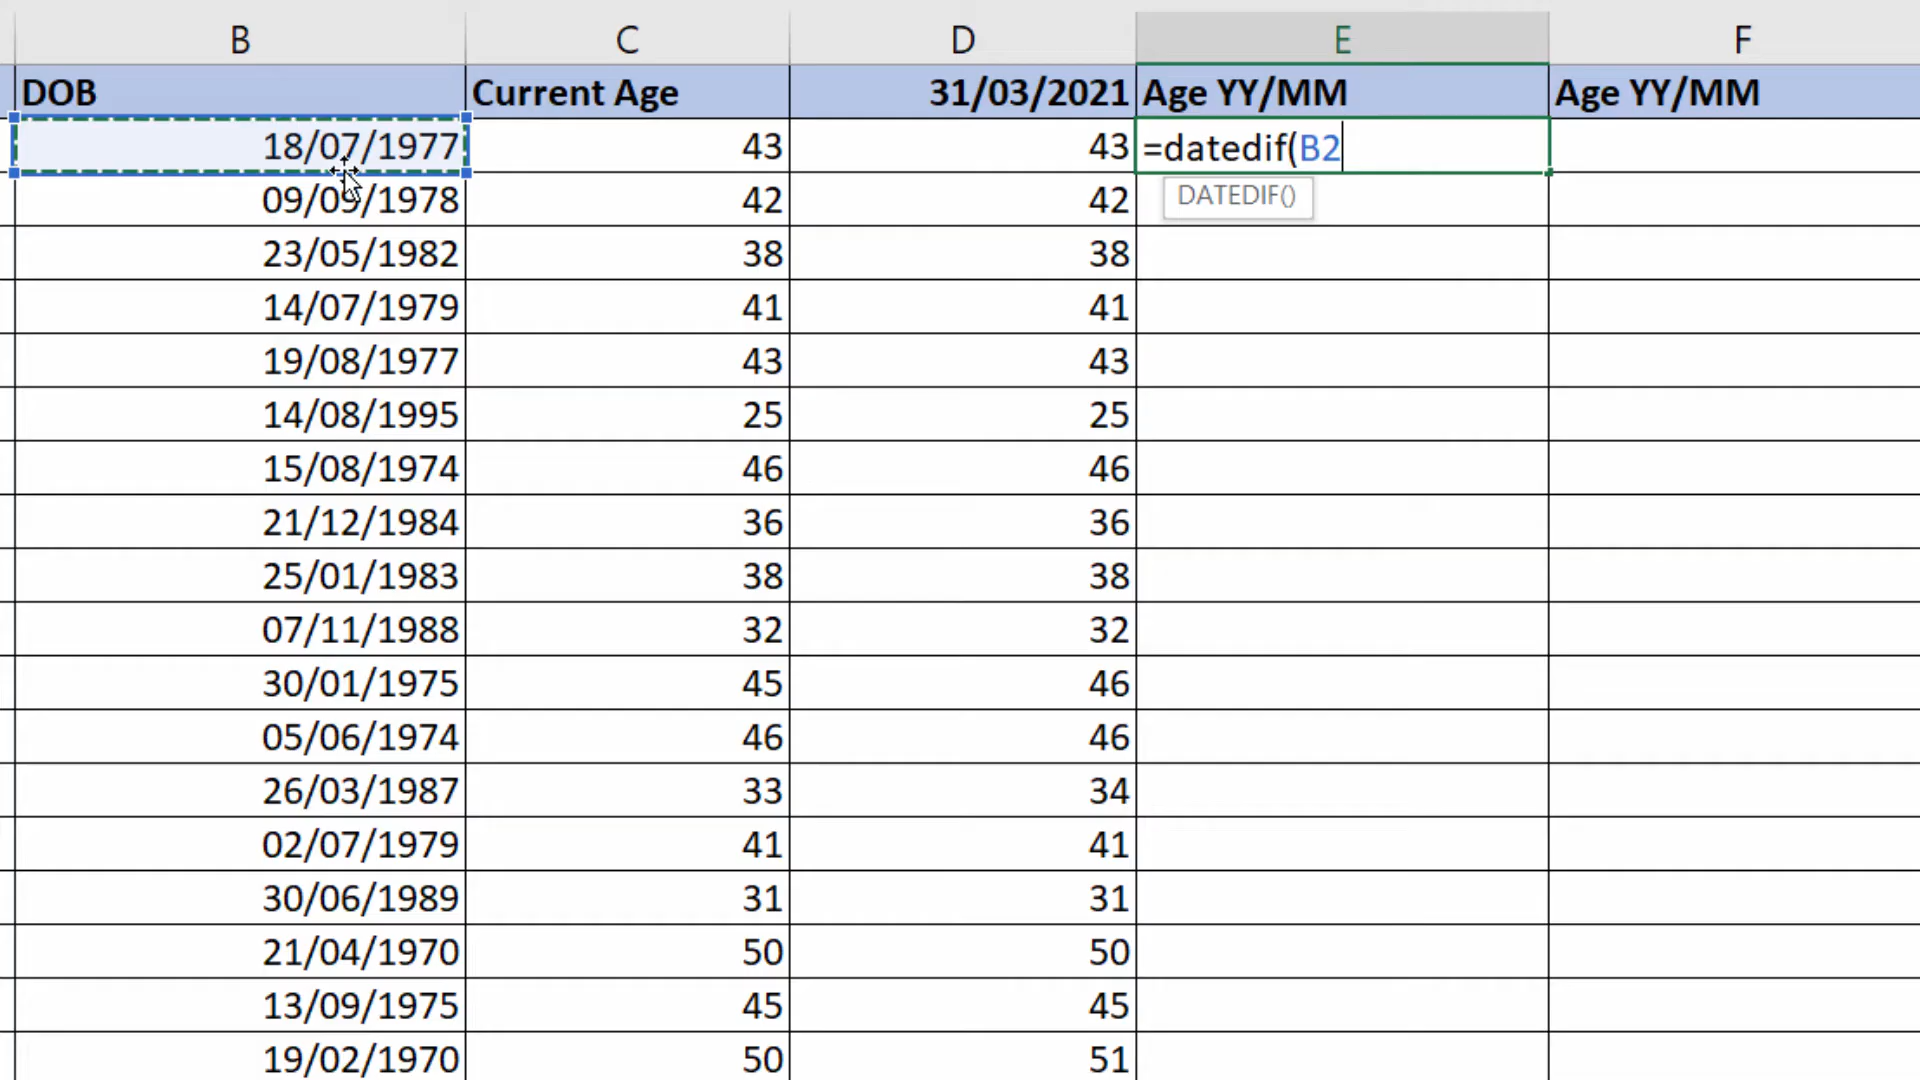 B C D E F
DOB Current Age 31/03/2021 Age YY/MM Age YY/MM
18/07/1977 43 43 =datedif(B2
DATEDIF()
09/09/1978 42 42
23/05/1982 38 38
14/07/1979 41 41
19/08/1977 43 43
14/08/1995 25 25
15/08/1974 46 46
21/12/1984 36 36
25/01/1983 38 38
07/11/1988 32 32
30/01/1975 45 46
05/06/1974 46 46
26/03/1987 33 34
02/07/1979 41 41
30/06/1989 31 31
21/04/1970 50 50
13/09/1975 45 45
19/02/1970 50 51